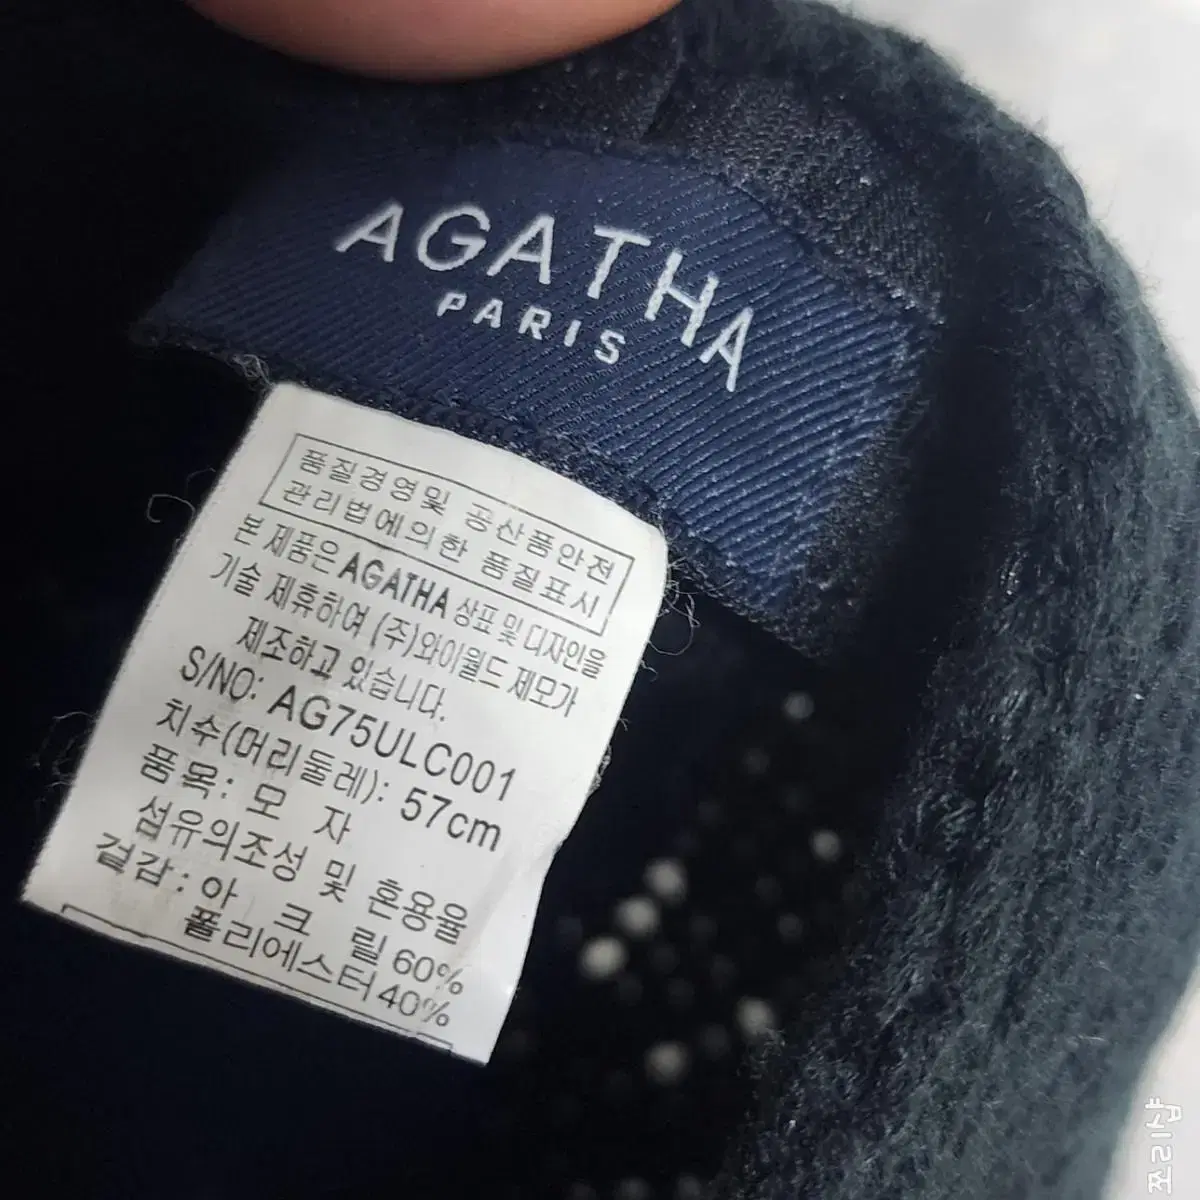 AGATHA
PARIS
품질경영및 공산품안전
관리법에의한 품질표시
본 제품은 AGATHA 상표 및 디자인을
기술 제휴하여 (주)와이월드 제모가
제조하고 있습니다.
S/NO: AG75ULC001
치수(머리둘레): 57cm
품목: 모 자
섬유의조성 및 혼용율
겉감: 아 크 릴 60%
폴리에스터 40%